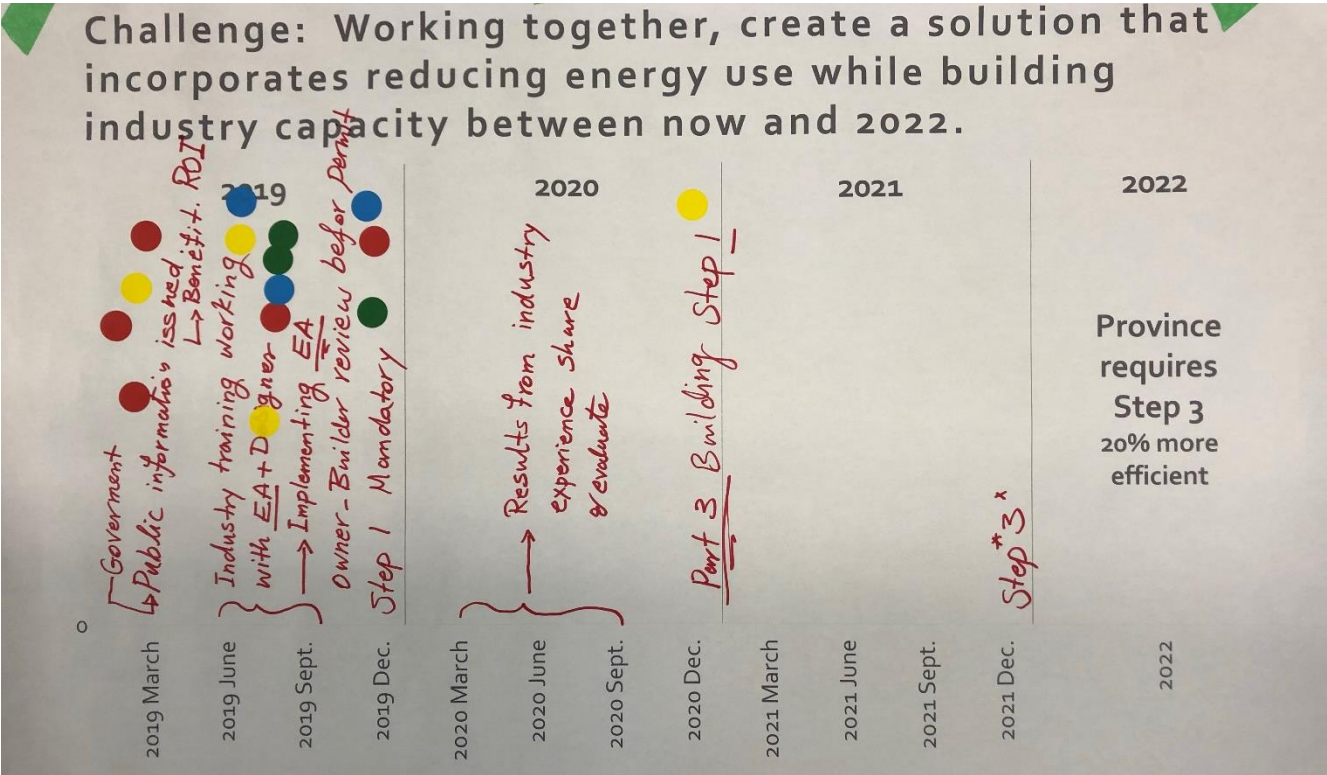 Challenge: Working together, create a solution that
incorporates reducing energy use while building
industry capacity between now and 2022.
2019
2020
2021
2022
Goverment
↳Public information's issued
↳ Benefit. ROI
Industry training working
with EA + D igner
→ Implementing EA
Owner-Builder review befor permit
Step 1 Mandatory
→ Results from industry
experience share
& evaluate
Part 3 Building Step 1
Step *3 x
Province
requires
Step 3
20% more
efficient
0
2019 March
2019 June
2019 Sept.
2019 Dec.
2020 March
2020 June
2020 Sept.
2020 Dec.
2021 March
2021 June
2021 Sept.
2021 Dec.
2022